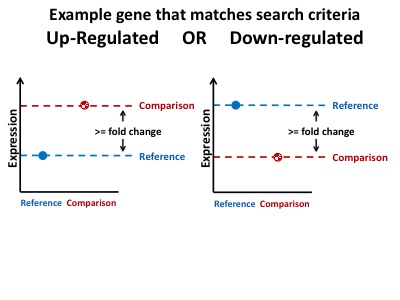 Example gene that matches search criteria
Up-Regulated OR Down-regulated
Expression
Comparison
>= fold change
Reference
Reference Comparison
Expression
Reference
>= fold change
Comparison
Reference Comparison